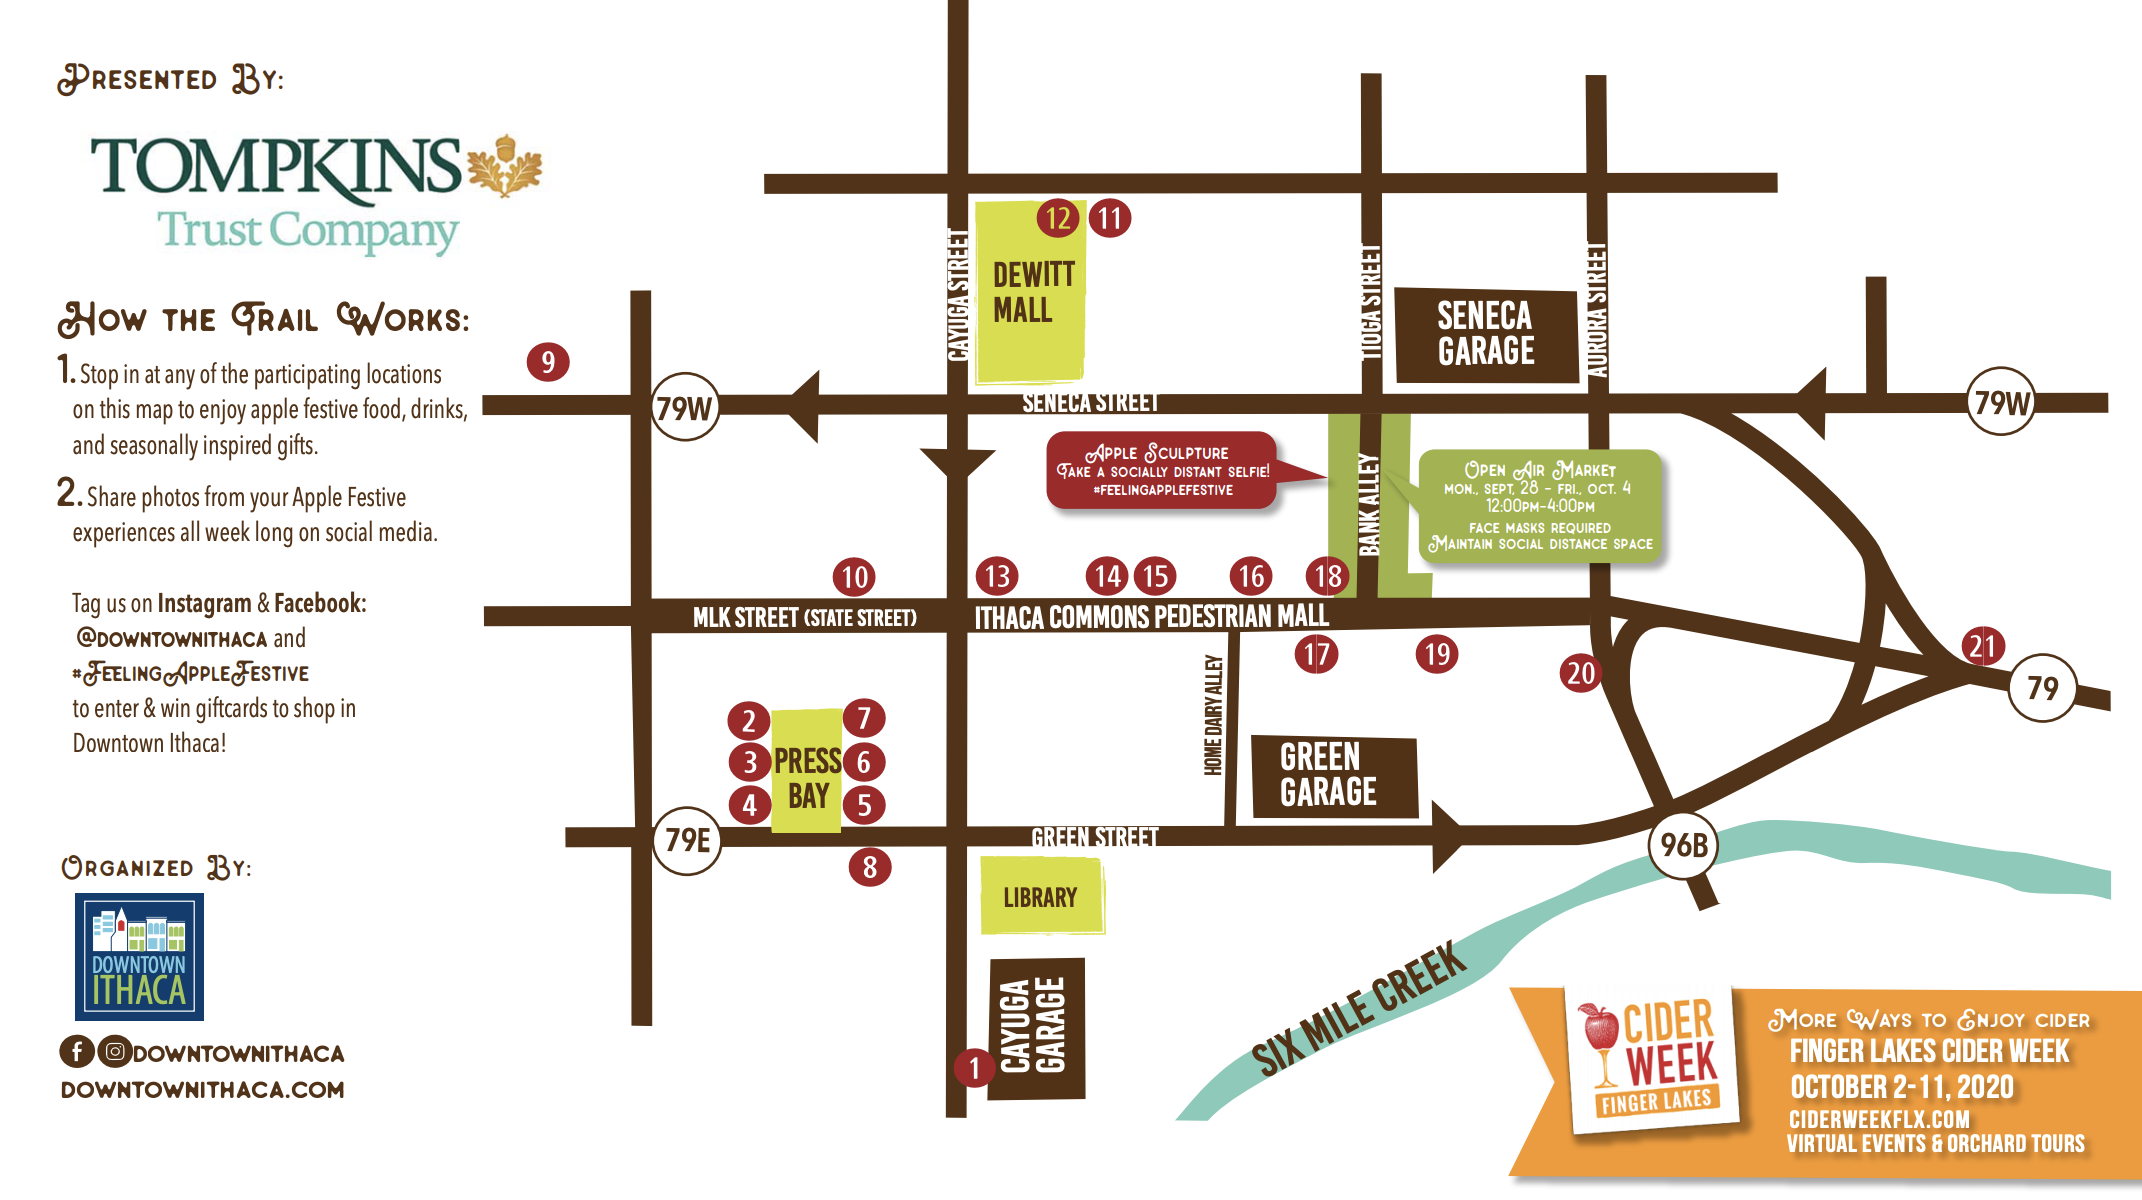 Presented By:
TOMPKINS
Trust Company
How the Trail Works:
1. Stop in at any of the participating locations
on this map to enjoy apple festive food, drinks,
and seasonally inspired gifts.
2. Share photos from your Apple Festive
experiences all week long on social media.
Tag us on Instagram & Facebook:
@downtownithaca and
#FeelingAppleFestive
to enter & win giftcards to shop in
Downtown Ithaca!
Organized By:
DOWNTOWN
ITHACA
downtownithaca
downtownithaca.com
CAYUGA STREET
12
11
DEWITT
MALL
TIOGA STREET
SENECA
GARAGE
AURORA STREET
9
79W
SENECA STREET
79W
Apple Sculpture
Take a socially distant selfie!
#feelingapplefestive
BANK ALLEY
Open Air Market
Mon., Sept. 28 - Fri., Oct. 4
12:00pm-4:00pm
face masks required
Maintain social distance space
10
13
14
15
16
18
MLK STREET (STATE STREET)
ITHACA COMMONS PEDESTRIAN MALL
17
19
20
21
79
HOME DAIRY ALLEY
2
3
4
PRESS
BAY
7
6
5
GREEN
GARAGE
79E
GREEN STREET
96B
8
LIBRARY
CAYUGA
GARAGE
1
SIX MILE CREEK
CIDER
WEEK
FINGER LAKES
More Ways to Enjoy cider
FINGER LAKES CIDER WEEK
OCTOBER 2-11, 2020
CIDERWEEKFLX.COM
VIRTUAL EVENTS & ORCHARD TOURS